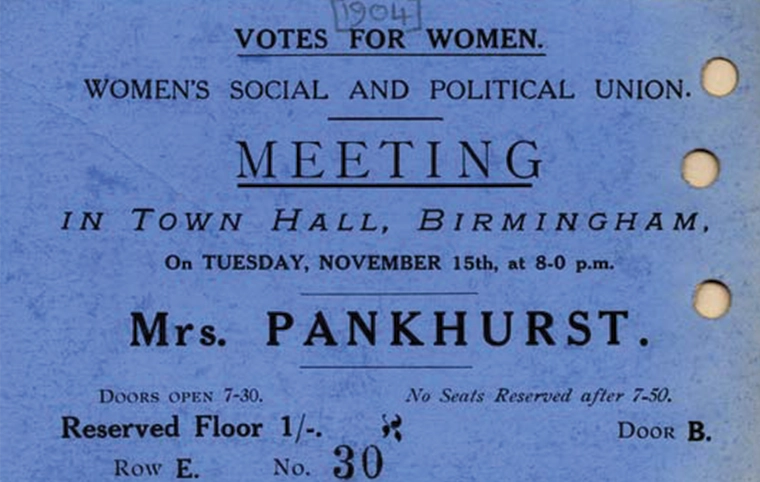 1904
VOTES FOR WOMEN.
WOMEN'S SOCIAL AND POLITICAL UNION.
MEETING
IN TOWN HALL, BIRMINGHAM,
On TUESDAY, NOVEMBER 15th, at 8-0 p.m.
Mrs. PANKHURST.
DOORS OPEN 7-30. No Seats Reserved after 7-50.
Reserved Floor 1/-. DOOR B.
Row E. No. 30